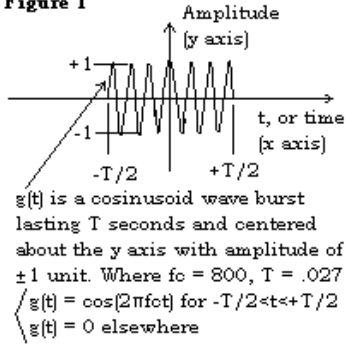 Figure 1
Amplitude
(y axis)
+1
-1
t, or time
(x axis)
-T/2
+T/2
g(t) is a cosinusoid wave burst
lasting T seconds and centered
about the y axis with amplitude of
±1 unit. Where fc = 800, T = .027
g(t) = cos(2πfct) for -T/2<t<+T/2
g(t) = 0 elsewhere